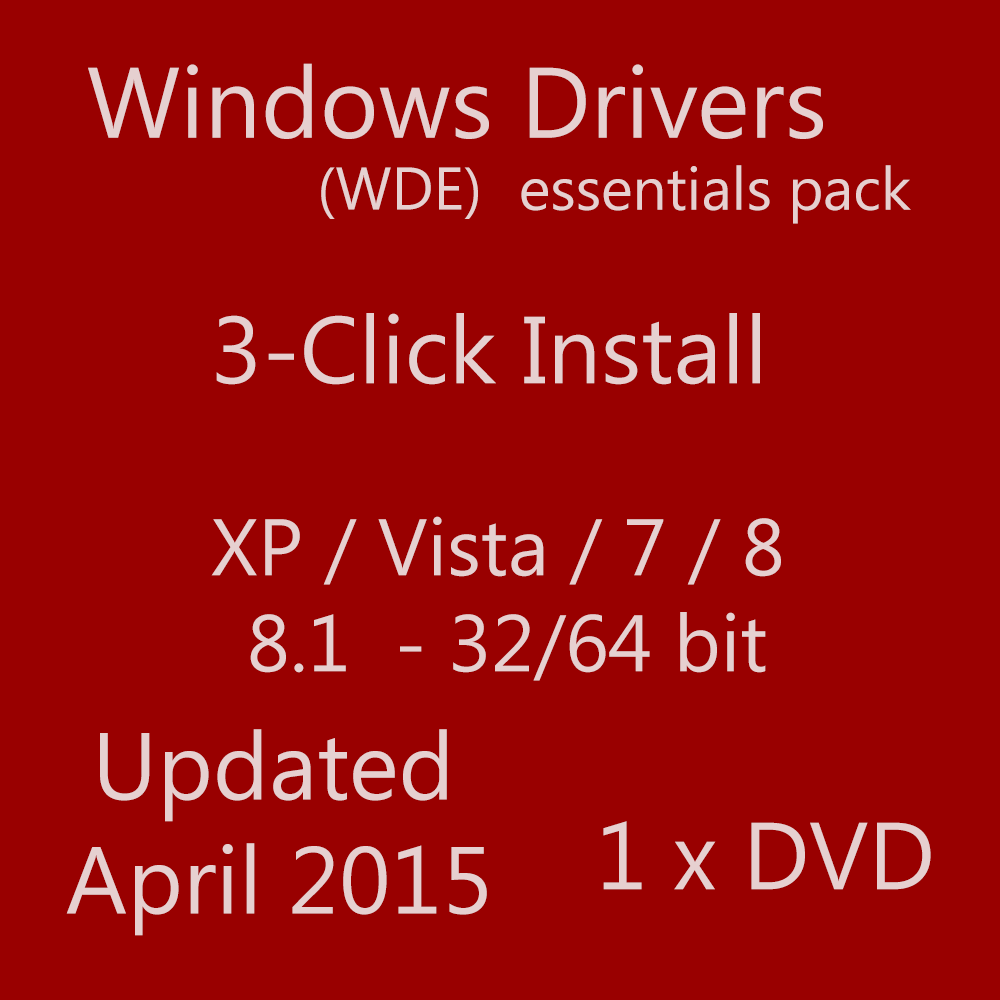 Windows Drivers
(WDE) essentials pack
3-Click Install
XP / Vista / 7 / 8
8.1 - 32/64 bit
Updated
April 2015
1 x DVD